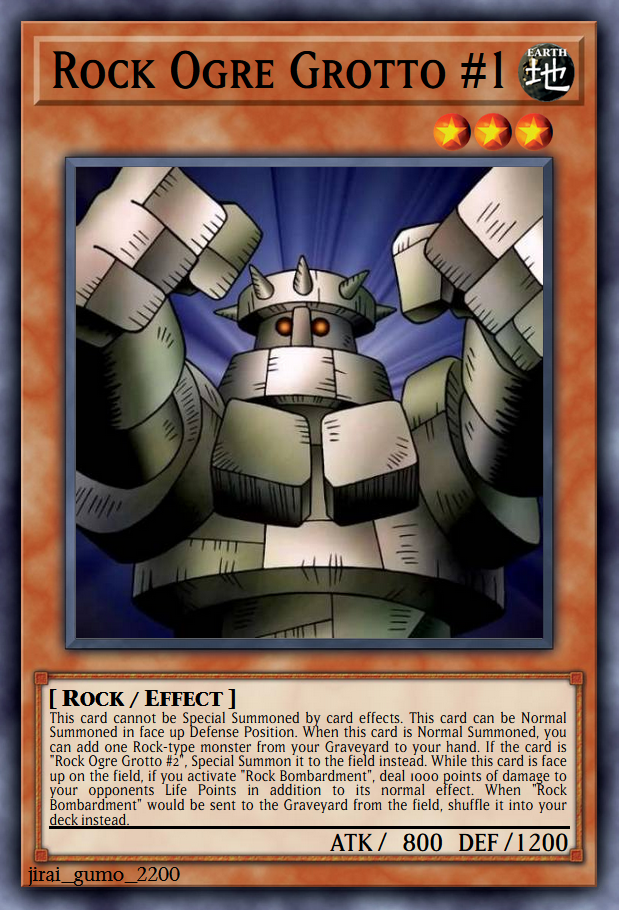 Rock Ogre Grotto #1
EARTH
地
[ Rock / Effect ]
This card cannot be Special Summoned by card effects. This card can be Normal
Summoned in face up Defense Position. When this card is Normal Summoned, you
can add one Rock-type monster from your Graveyard to your hand. If the card is
"Rock Ogre Grotto #2", Special Summon it to the field instead. While this card is face
up on the field, if you activate "Rock Bombardment", deal 1000 points of damage to
your opponents Life Points in addition to its normal effect. When "Rock
Bombardment" would be sent to the Graveyard from the field, shuffle it into your
deck instead.
ATK/ 800 DEF/1200
jirai_gumo_2200